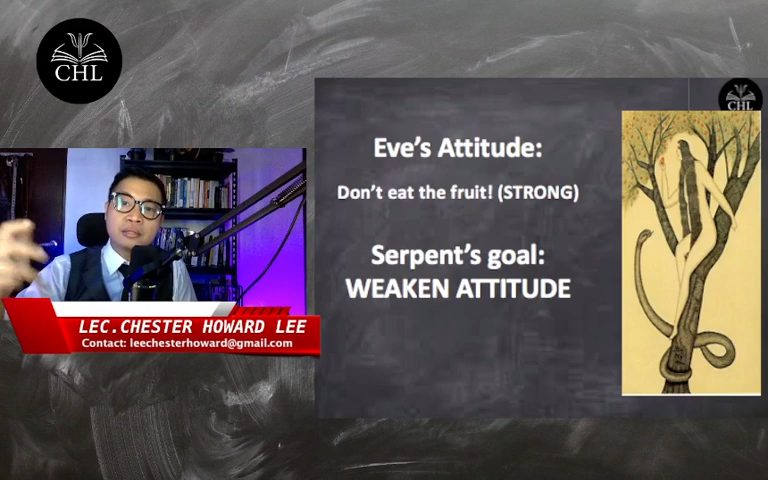 CHL
CHL
Eve's Attitude:
Don't eat the fruit! (STRONG)
Serpent's goal:
WEAKEN ATTITUDE
LEC.CHESTER HOWARD LEE
Contact: leechesterhoward@gmail.com